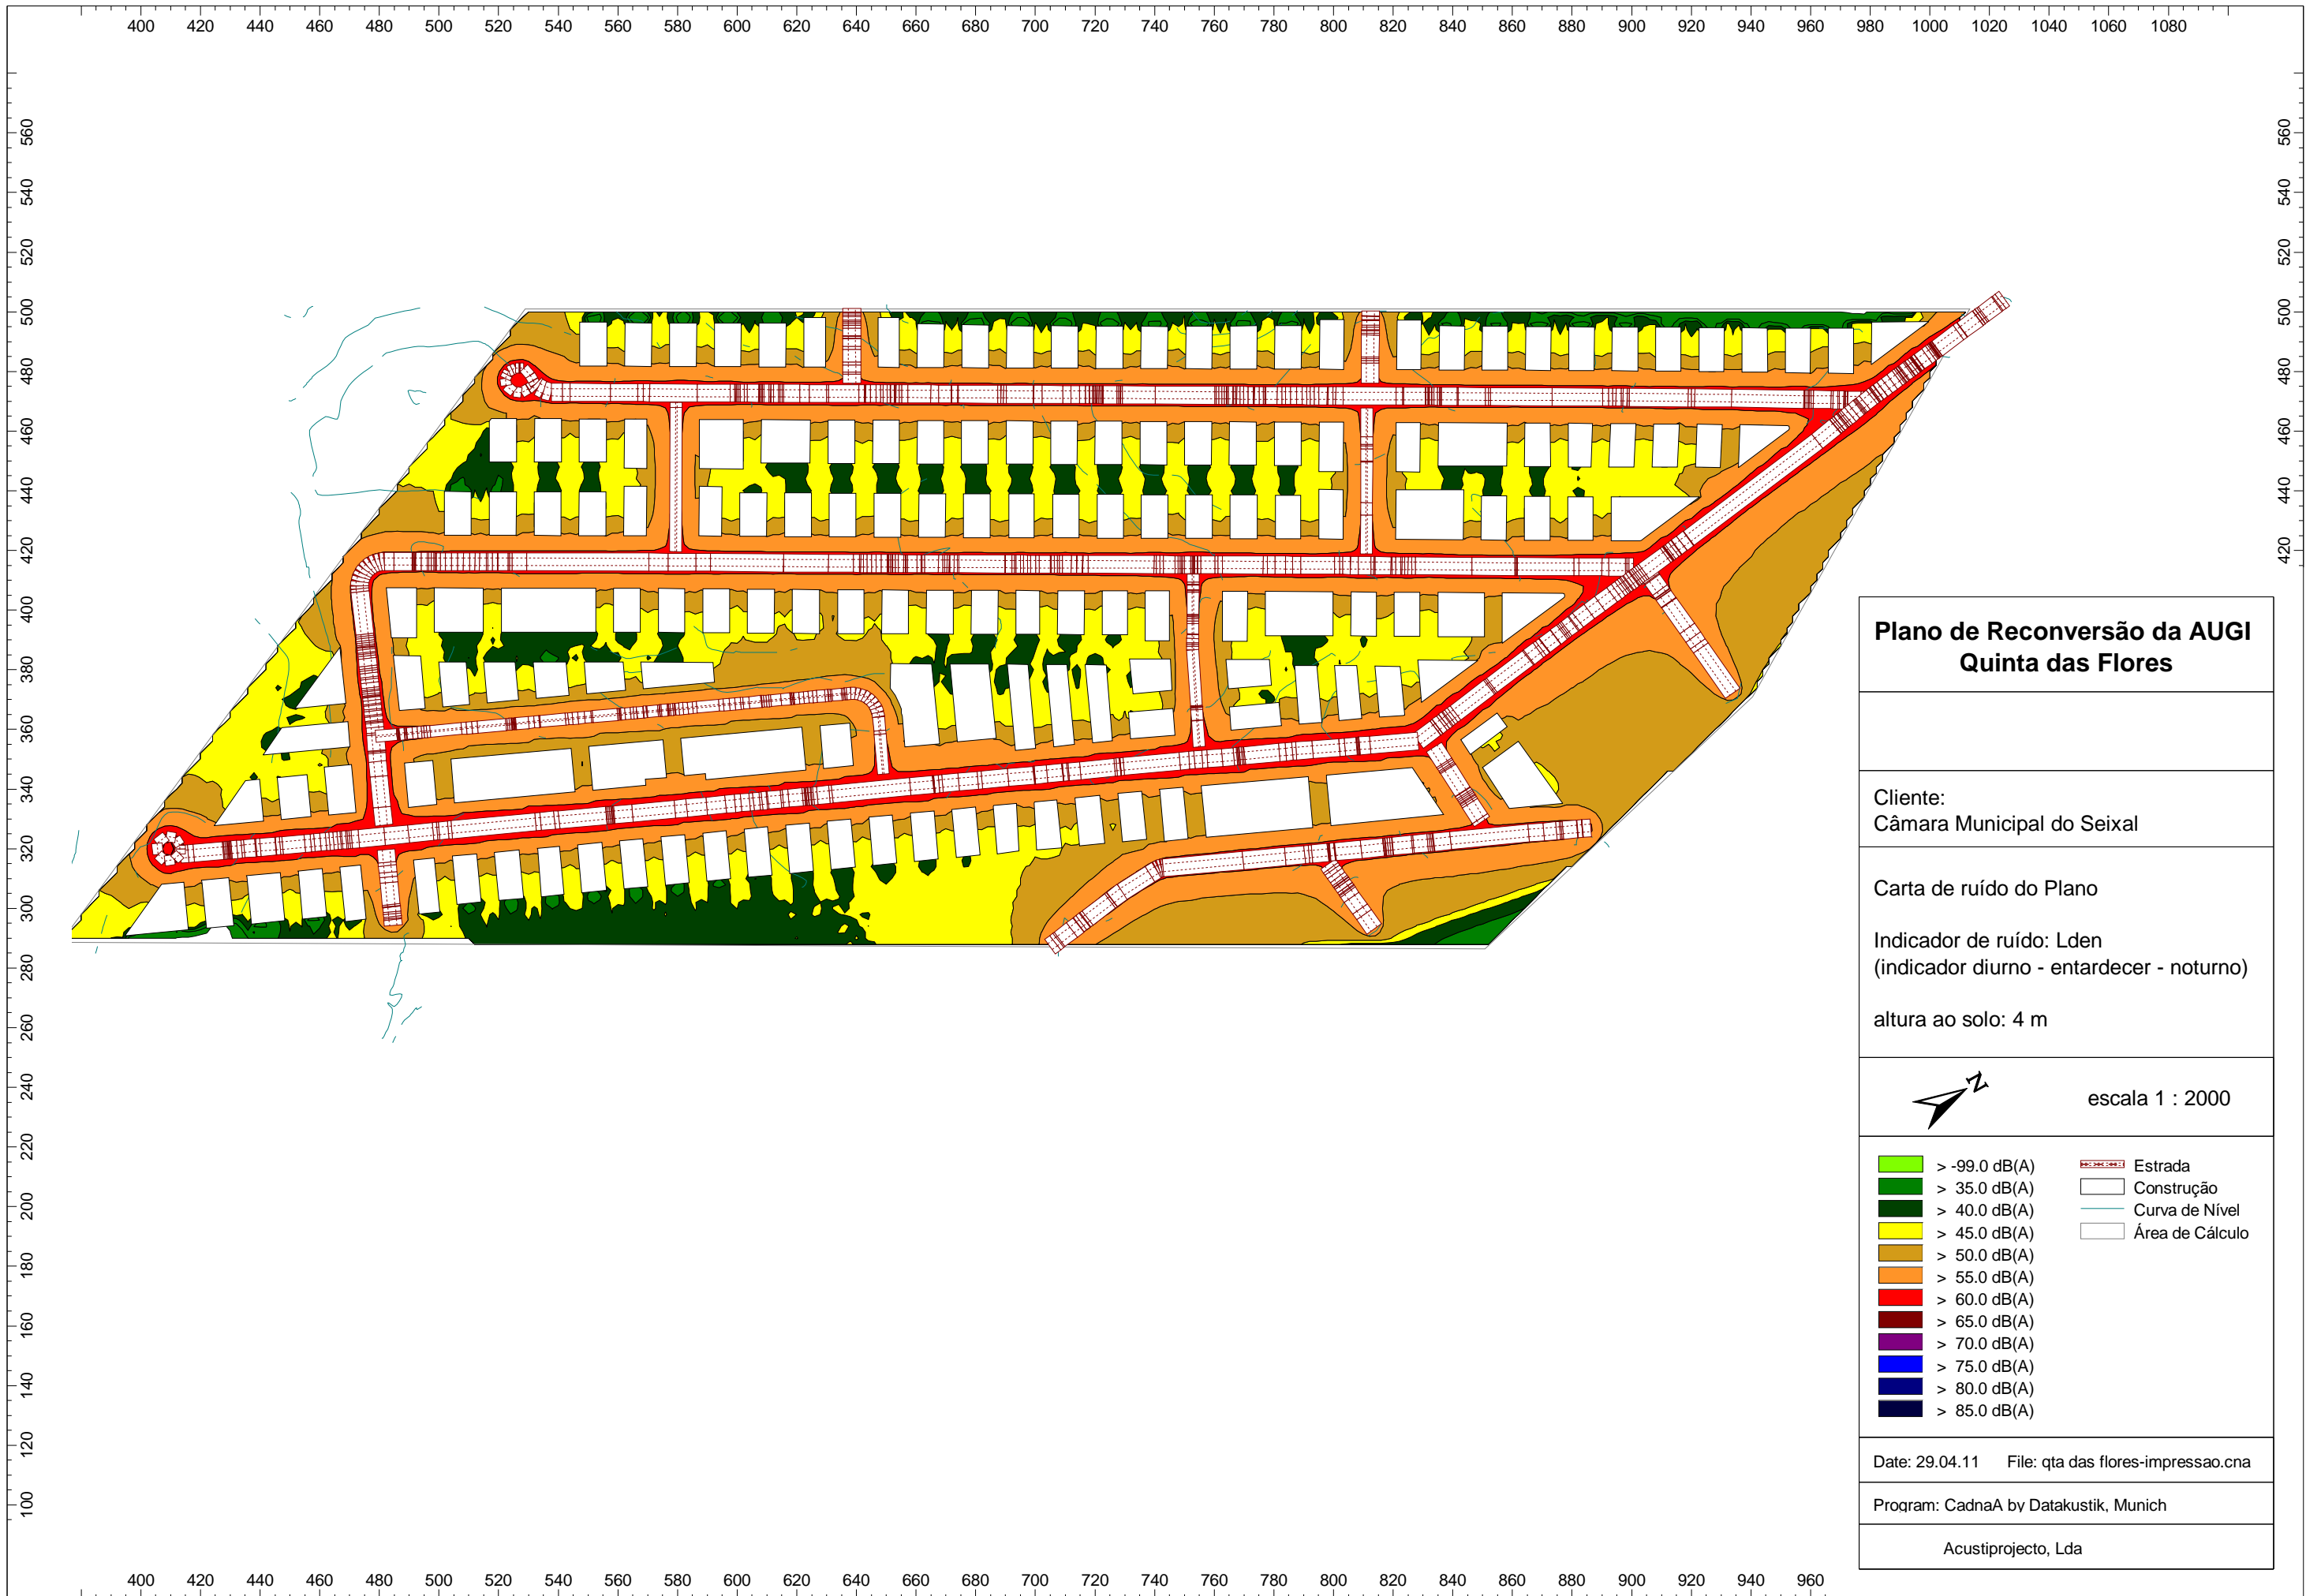 400 420 440 460 480 500 520 540 560 580 600 620 640 660 680 700 720 740 760 780 800 820 840 860 880 900 920 940 960 980 1000 1020 1040 1060 1080
560
540
520
500
480
460
440
420
400
380
360
340
320
300
280
260
240
220
200
180
160
140
120
100
560
540
520
500
480
460
440
420
Plano de Reconversão da AUGI
Quinta das Flores
Cliente:
Câmara Municipal do Seixal
Carta de ruído do Plano
Indicador de ruído: Lden
(indicador diurno - entardecer - noturno)
altura ao solo: 4 m
N
escala 1 : 2000
> -99.0 dB(A)
> 35.0 dB(A)
> 40.0 dB(A)
> 45.0 dB(A)
> 50.0 dB(A)
> 55.0 dB(A)
> 60.0 dB(A)
> 65.0 dB(A)
> 70.0 dB(A)
> 75.0 dB(A)
> 80.0 dB(A)
> 85.0 dB(A)
Estrada
Construção
Curva de Nível
Área de Cálculo
Date: 29.04.11 File: qta das flores-impressao.cna
Program: CadnaA by Datakustik, Munich
Acustiprojecto, Lda
400 420 440 460 480 500 520 540 560 580 600 620 640 660 680 700 720 740 760 780 800 820 840 860 880 900 920 940 960